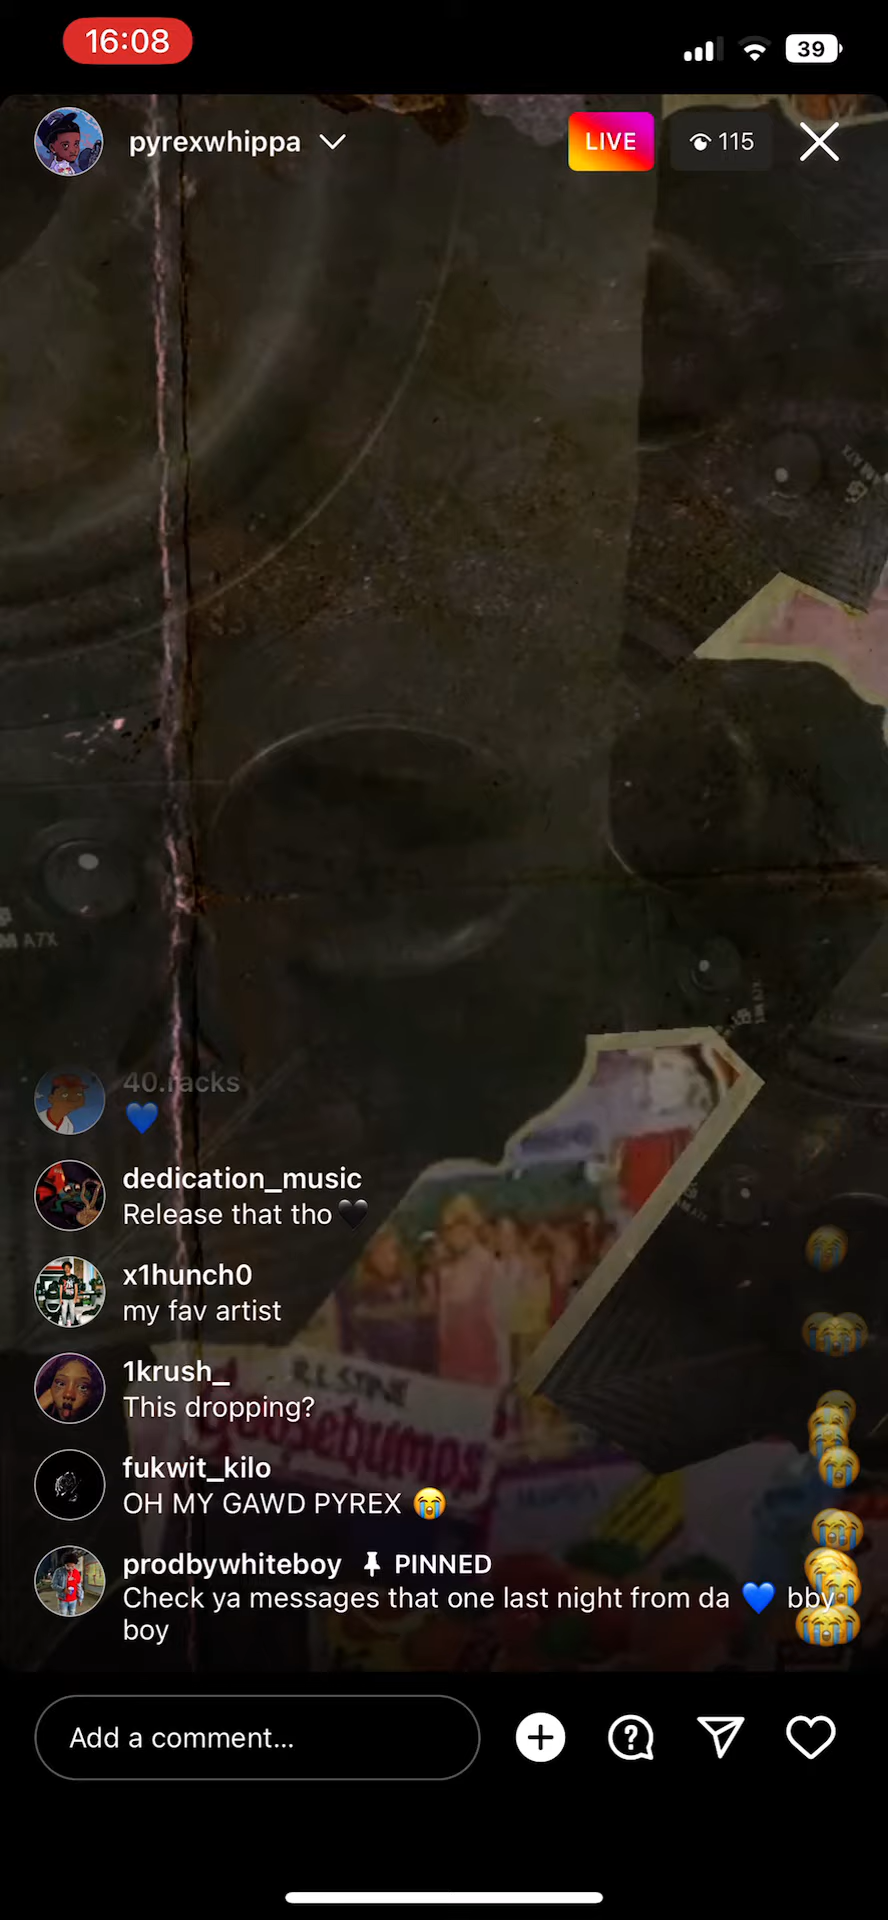 16:08
39
pyrexwhippa
LIVE
115
M A7X
40.racks
💙
dedication_music
Release that tho 🖤
x1hunch0
my fav artist
1krush_
This dropping?
R.L. STINE
Goosebumps
fukwit_kilo
OH MY GAWD PYREX 😭
prodbywhiteboy PINNED
Check ya messages that one last night from da 💙 bby
boy
Add a comment...